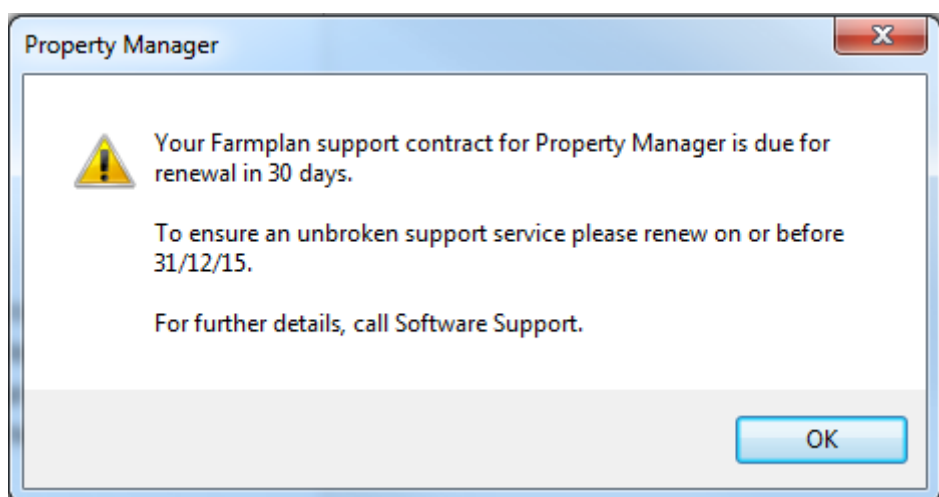 Property Manager
Your Farmplan support contract for Property Manager is due for
renewal in 30 days.
To ensure an unbroken support service please renew on or before
31/12/15.
For further details, call Software Support.
OK